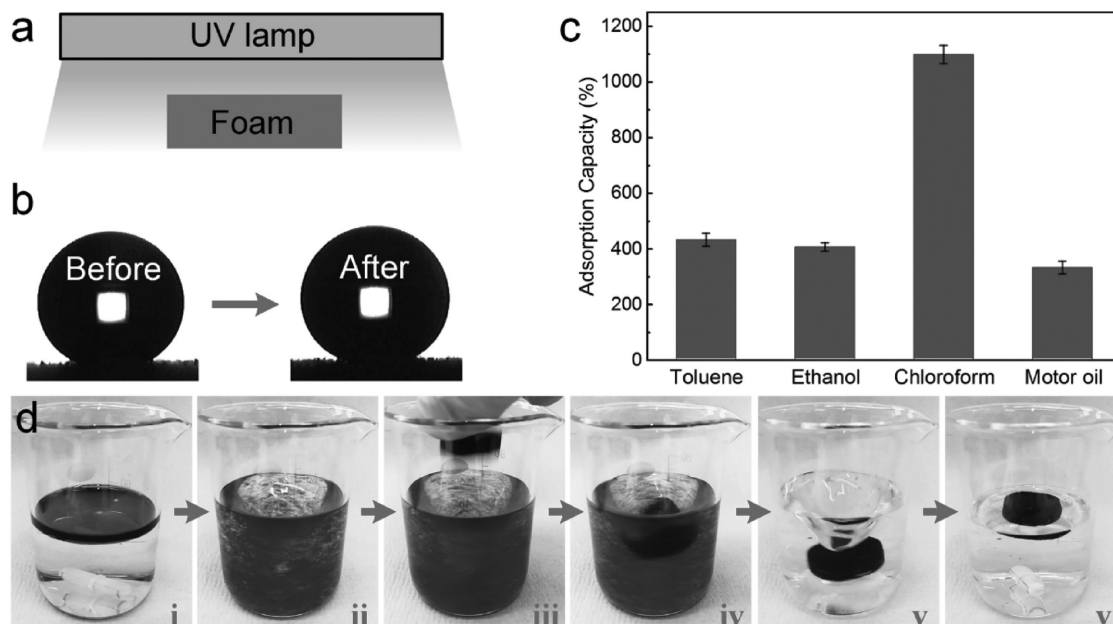 a
UV lamp
Foam
b
Before
After
c
Adsorption Capacity (%)
1200
1000
800
600
400
200
0
Toluene
Ethanol
Chloroform
Motor oil
d
i
ii
iii
iv
v
v